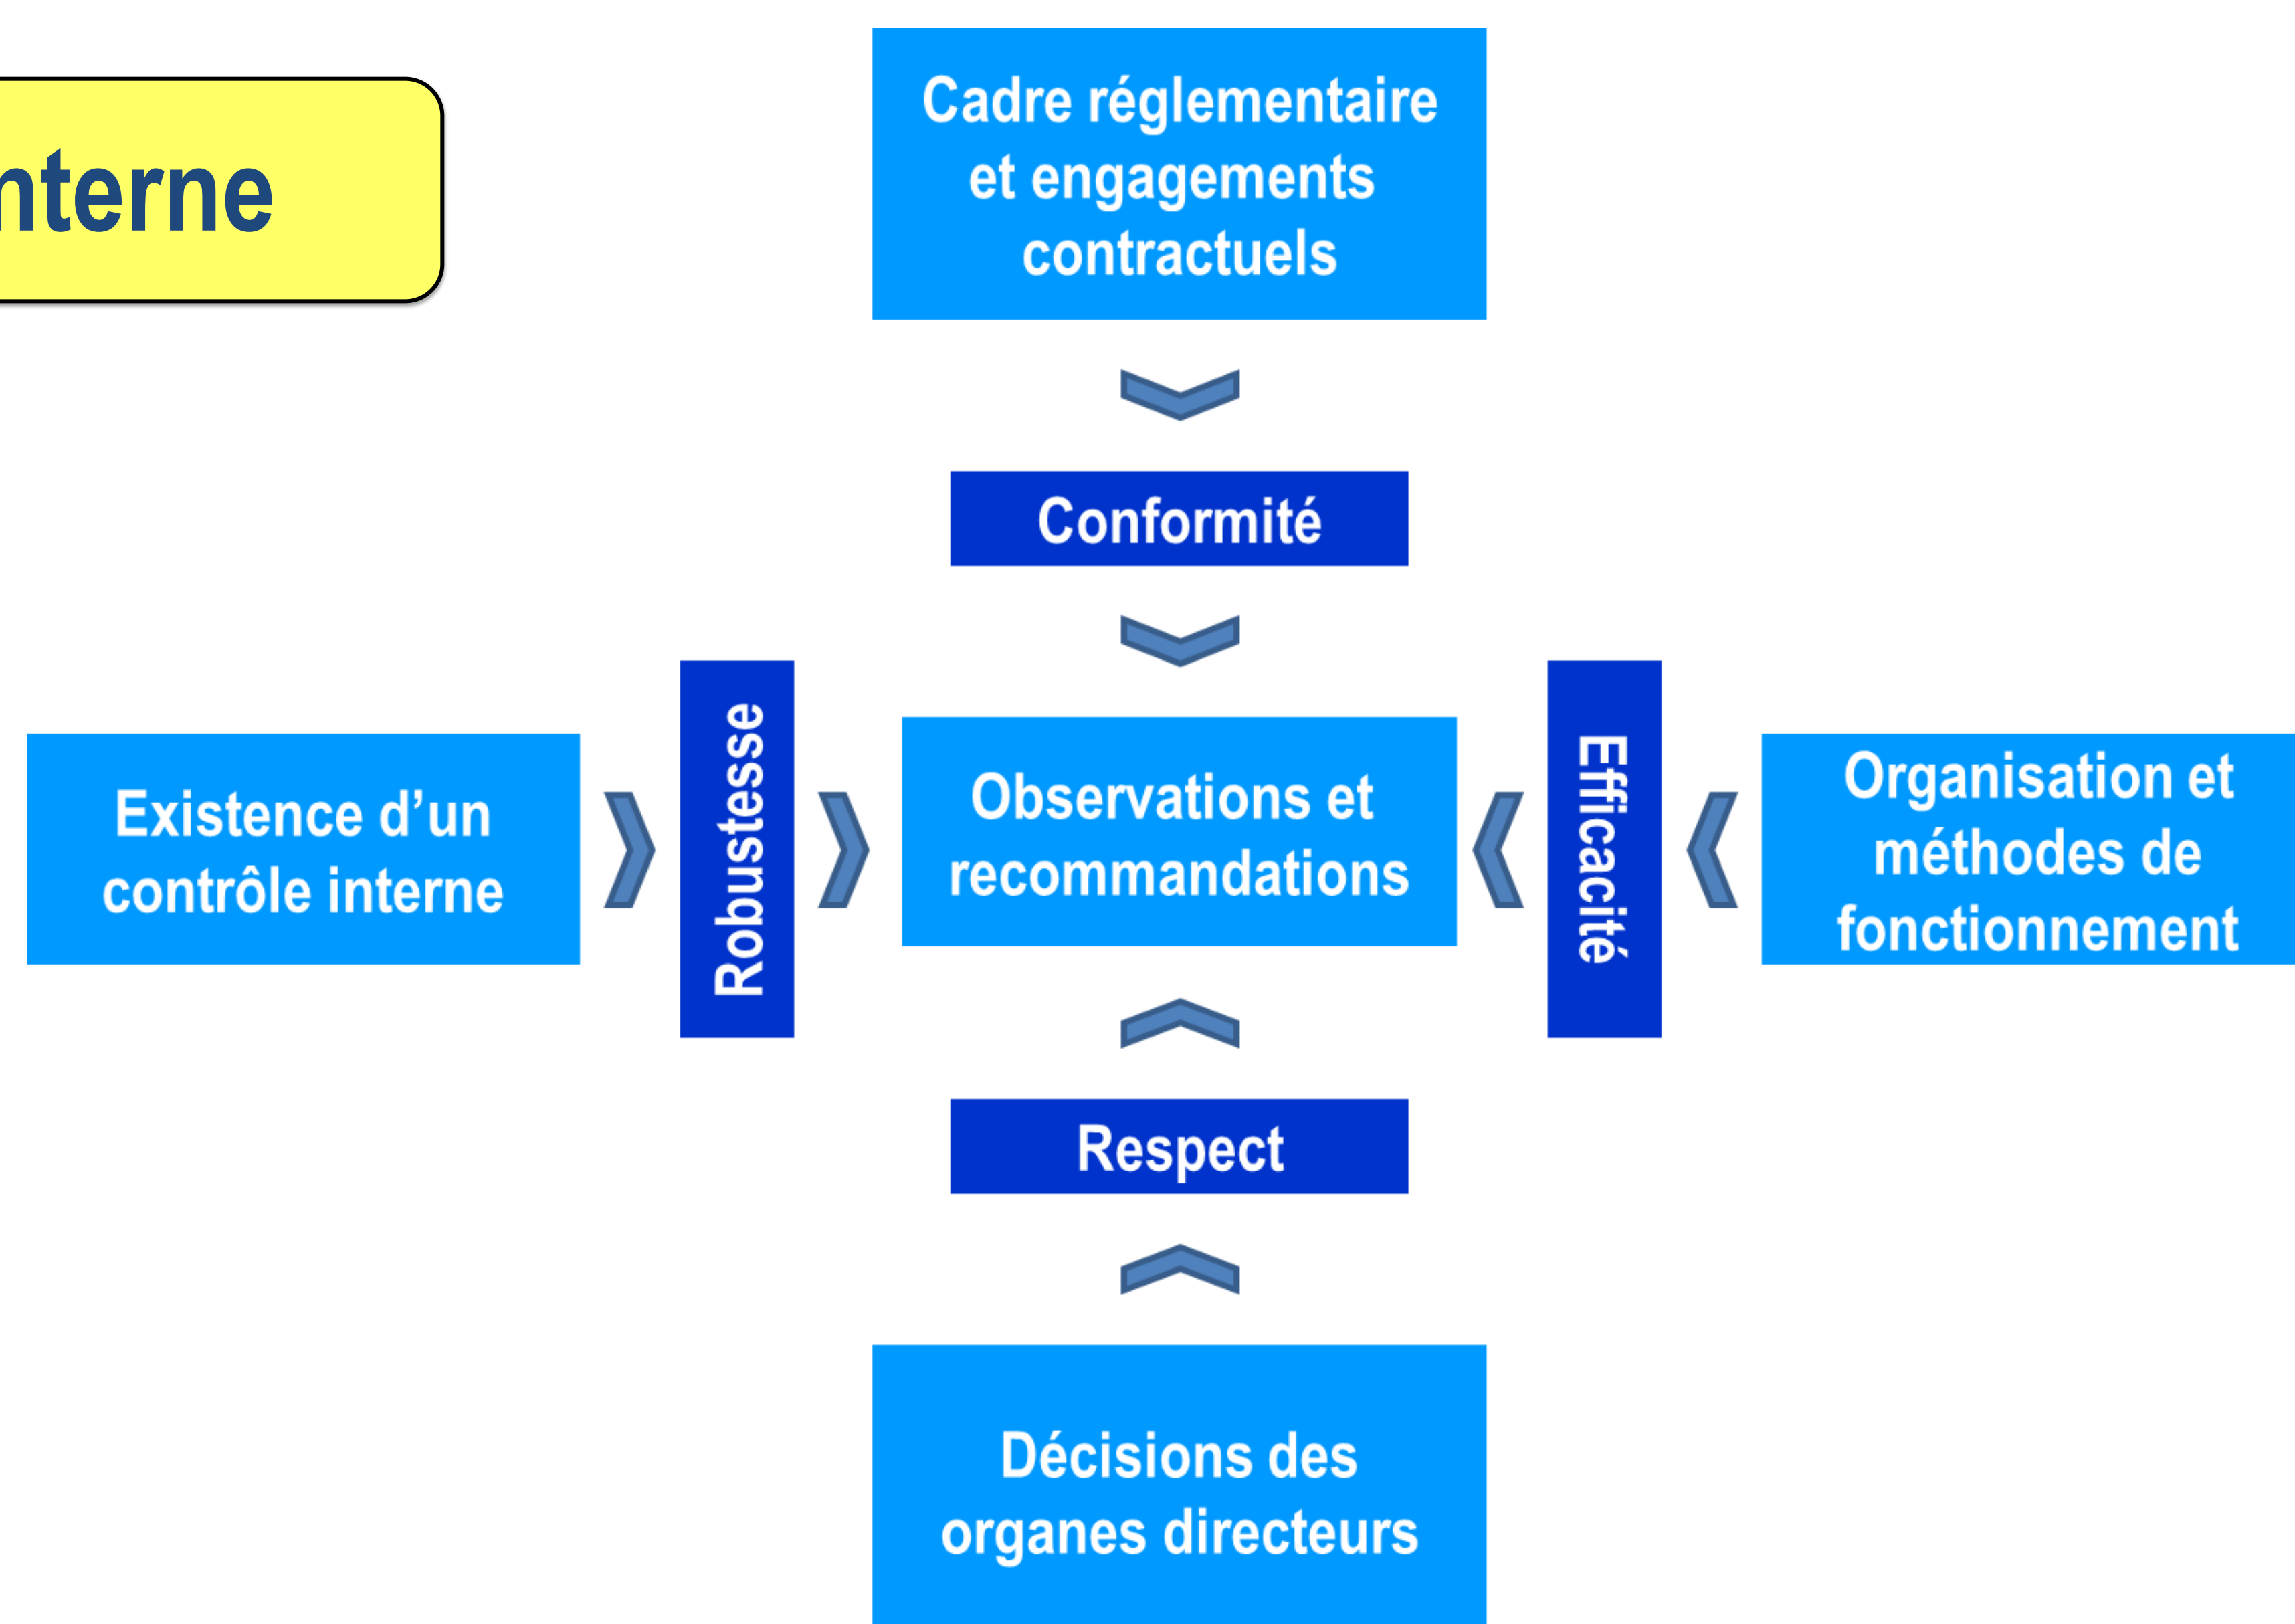 nterne
Cadre réglementaire
et engagements
contractuels
Conformité
Existence d’un
contrôle interne
Robustesse
Observations et
recommandations
Efficacité
Organisation et
méthodes de
fonctionnement
Respect
Décisions des
organes directeurs